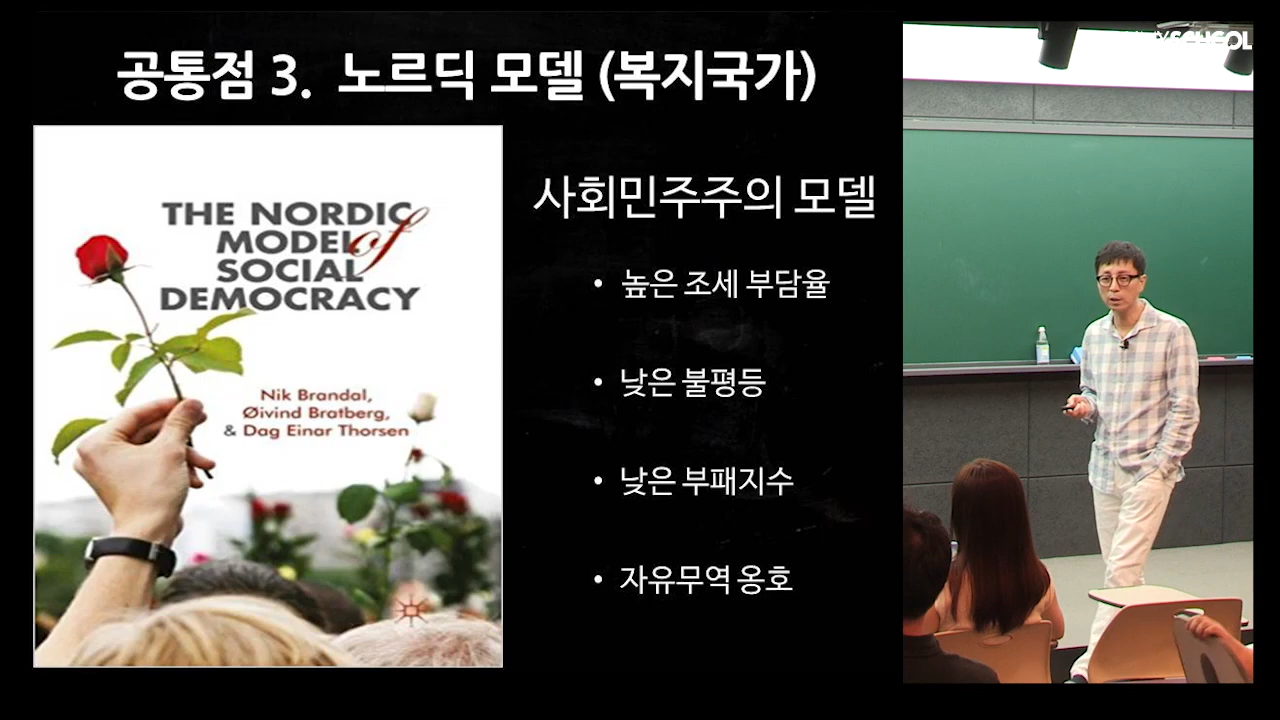 공통점 3. 노르딕 모델 (복지국가)
THE NORDIC
MODEL of
SOCIAL
DEMOCRACY
Nik Brandal,
Øivind Bratberg,
& Dag Einar Thorsen
사회민주주의 모델
• 높은 조세 부담율
• 낮은 불평등
• 낮은 부패지수
• 자유무역 옹호
SCHOOL